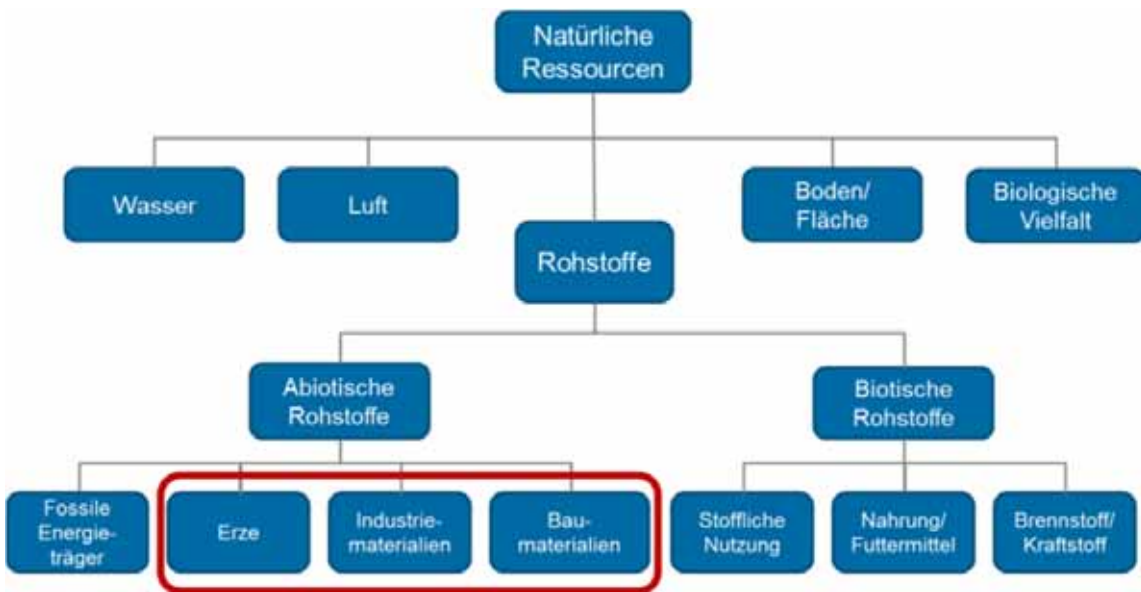 Natürliche
Ressourcen
Wasser
Luft
Boden/
Fläche
Biologische
Vielfalt
Rohstoffe
Abiotische
Rohstoffe
Biotische
Rohstoffe
Fossile
Energie-
träger
Erze
Industrie-
materialien
Bau-
materialien
Stoffliche
Nutzung
Nahrung/
Futtermittel
Brennstoff/
Kraftstoff